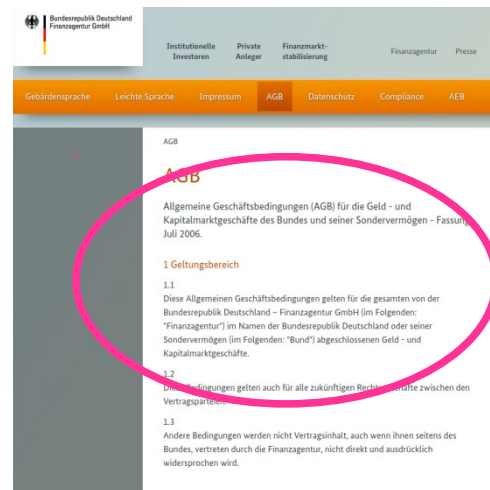 Bundesrepublik Deutschland
Finanzagentur GmbH
Institutionelle Investoren
Private Anleger
Finanzmarkt-stabilisierung
Finanzagentur
Presse
Gebärdensprache Leichte Sprache Impressum AGB Datenschutz Compliance AEB
AGB
AGB
Allgemeine Geschäftsbedingungen (AGB) für die Geld - und
Kapitalmarktgeschäfte des Bundes und seiner Sondervermögen - Fassung
Juli 2006.
1 Geltungsbereich
1.1
Diese Allgemeinen Geschäftsbedingungen gelten für die gesamten von der
Bundesrepublik Deutschland – Finanzagentur GmbH (im Folgenden:
"Finanzagentur") im Namen der Bundesrepublik Deutschland oder seiner
Sondervermögen (im Folgenden: "Bund") abgeschlossenen Geld - und
Kapitalmarktgeschäfte.
1.2
Diese Bedingungen gelten auch für alle zukünftigen Rechtsgeschäfte zwischen den
Vertragsparteien.
1.3
Andere Bedingungen werden nicht Vertragsinhalt, auch wenn ihnen seitens des
Bundes, vertreten durch die Finanzagentur, nicht direkt und ausdrücklich
widersprochen wird.